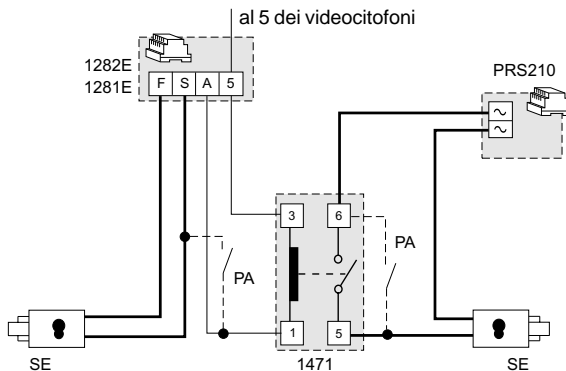 al 5 dei videocitofoni
1282E
1281E
F S A 5
PRS210
~
~
3 6
PA
PA
1 5
SE
1471
SE